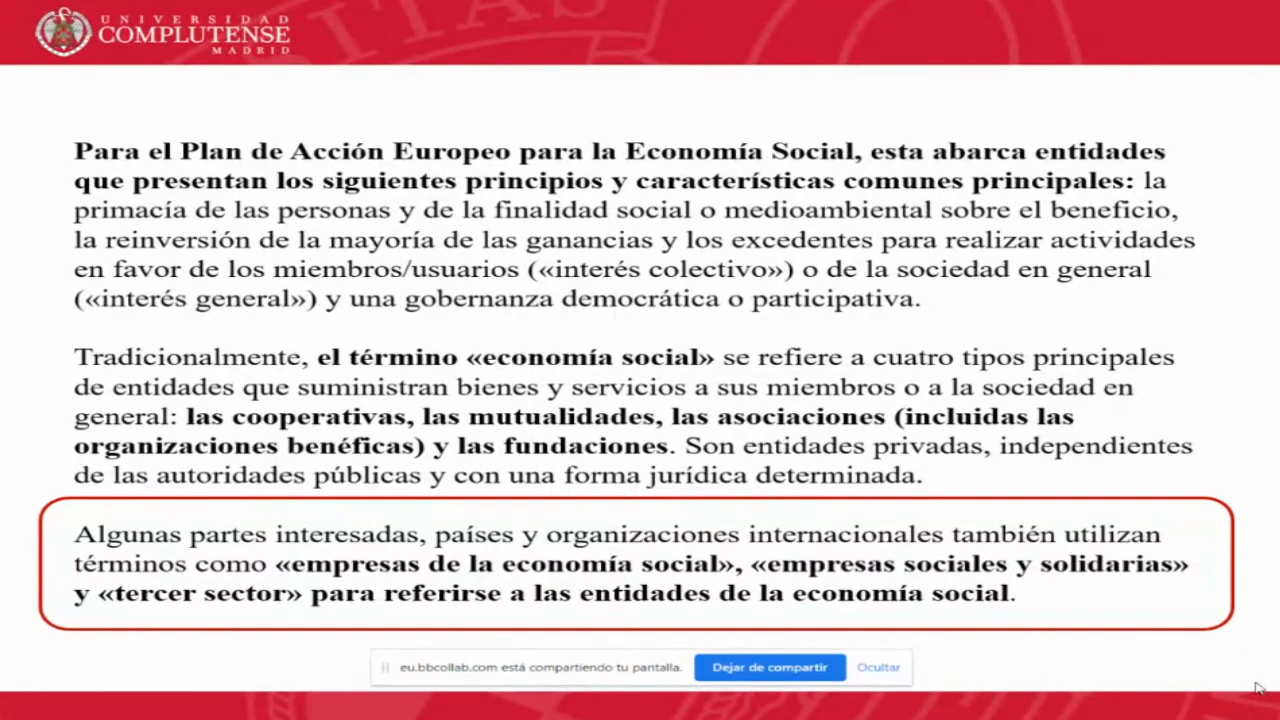 UNIVERSIDAD
COMPLUTENSE
MADRID
Para el Plan de Acción Europeo para la Economía Social, esta abarca entidades
que presentan los siguientes principios y características comunes principales: la
primacía de las personas y de la finalidad social o medioambiental sobre el beneficio,
la reinversión de la mayoría de las ganancias y los excedentes para realizar actividades
en favor de los miembros/usuarios («interés colectivo») o de la sociedad en general
(«interés general») y una gobernanza democrática o participativa.
Tradicionalmente, el término «economía social» se refiere a cuatro tipos principales
de entidades que suministran bienes y servicios a sus miembros o a la sociedad en
general: las cooperativas, las mutualidades, las asociaciones (incluidas las
organizaciones benéficas) y las fundaciones. Son entidades privadas, independientes
de las autoridades públicas y con una forma jurídica determinada.
Algunas partes interesadas, países y organizaciones internacionales también utilizan
términos como «empresas de la economía social», «empresas sociales y solidarias»
y «tercer sector» para referirse a las entidades de la economía social.
eu.bbcollab.com está compartiendo tu pantalla. Dejar de compartir Ocultar